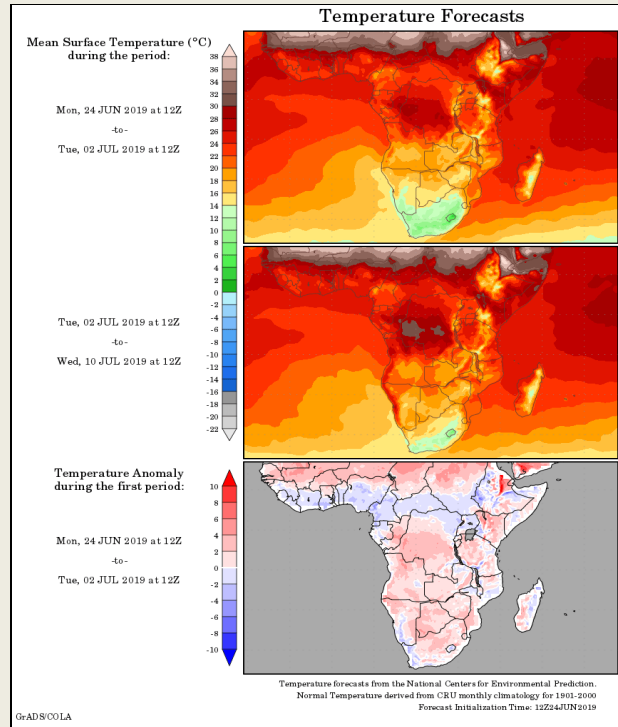 Temperature Forecasts
Mean Surface Temperature (°C)
during the period:
Mon, 24 JUN 2019 at 12Z
-to-
Tue, 02 JUL 2019 at 12Z
38
36
34
32
30
28
26
24
22
20
18
16
14
12
10
8
6
4
2
0
-2
-4
-6
-8
-10
-12
-14
-16
-18
-20
-22
Tue, 02 JUL 2019 at 12Z
-to-
Wed, 10 JUL 2019 at 12Z
Temperature Anomaly
during the first period:
Mon, 24 JUN 2019 at 12Z
-to-
Tue, 02 JUL 2019 at 12Z
10
8
6
4
2
0
-2
-4
-6
-8
-10
Temperature forecasts from the National Centers for Environmental Prediction.
Normal Temperature derived from CRU monthly climatology for 1901-2000
Forecast Initialization Time: 12Z24JUN2019
GrADS/COLA